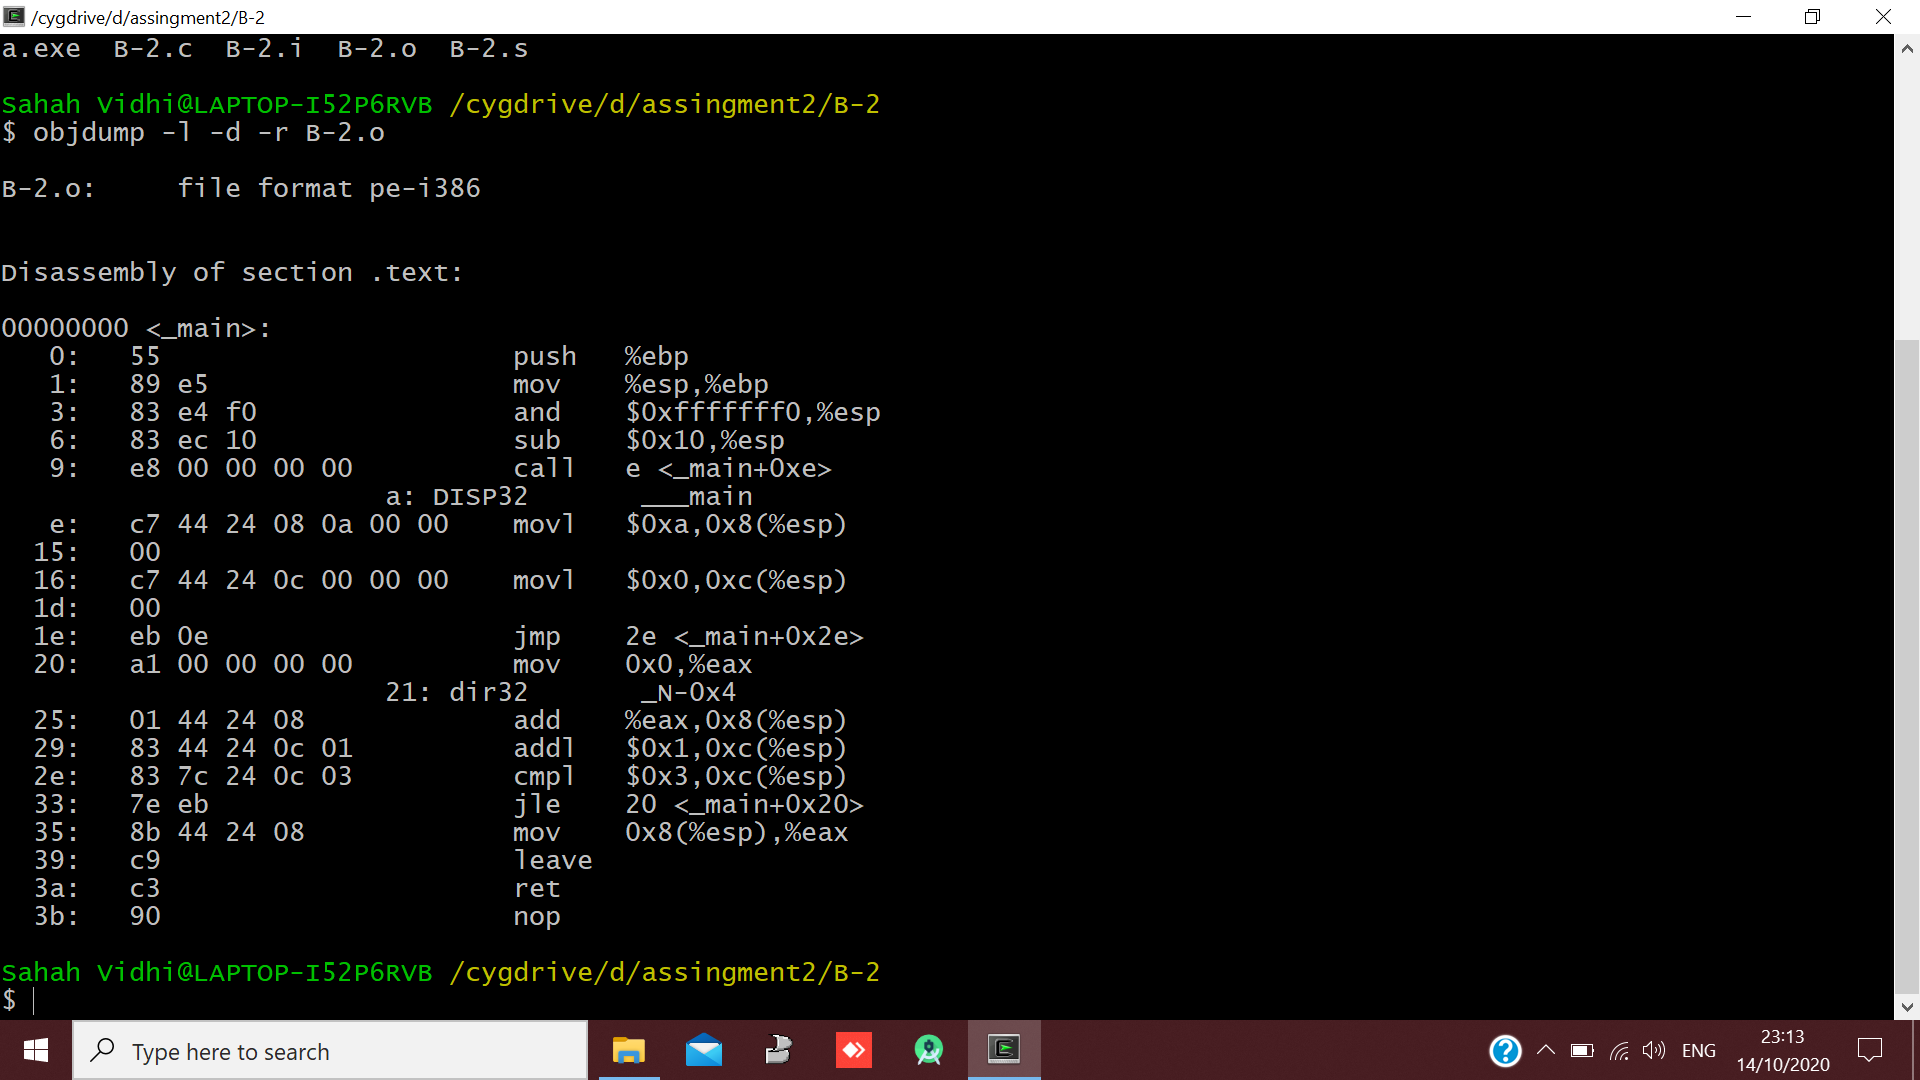 /cygdrive/d/assingment2/B-2
a.exe  B-2.c  B-2.i  B-2.o  B-2.s
Sahah Vidhi@LAPTOP-I52P6RVB /cygdrive/d/assingment2/B-2
$ objdump -l -d -r B-2.o
B-2.o:     file format pe-i386
Disassembly of section .text:
00000000 <_main>:
   0:   55                      push   %ebp
   1:   89 e5                   mov    %esp,%ebp
   3:   83 e4 f0                and    $0xfffffff0,%esp
   6:   83 ec 10                sub    $0x10,%esp
   9:   e8 00 00 00 00          call   e <_main+0xe>
                        a: DISP32       ___main
   e:   c7 44 24 08 0a 00 00    movl   $0xa,0x8(%esp)
  15:   00
  16:   c7 44 24 0c 00 00 00    movl   $0x0,0xc(%esp)
  1d:   00
  1e:   eb 0e                   jmp    2e <_main+0x2e>
  20:   a1 00 00 00 00          mov    0x0,%eax
                        21: dir32       _N-0x4
  25:   01 44 24 08             add    %eax,0x8(%esp)
  29:   83 44 24 0c 01          addl   $0x1,0xc(%esp)
  2e:   83 7c 24 0c 03          cmpl   $0x3,0xc(%esp)
  33:   7e eb                   jle    20 <_main+0x20>
  35:   8b 44 24 08             mov    0x8(%esp),%eax
  39:   c9                      leave
  3a:   c3                      ret
  3b:   90                      nop
Sahah Vidhi@LAPTOP-I52P6RVB /cygdrive/d/assingment2/B-2
$
Type here to search
ENG
23:13
14/10/2020